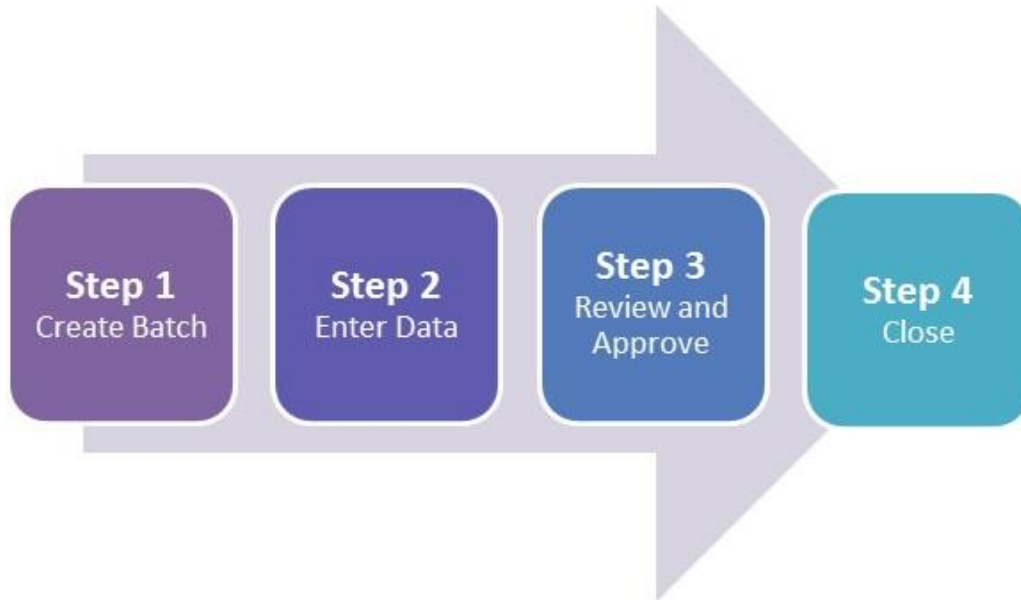 Step 1
Create Batch
Step 2
Enter Data
Step 3
Review and
Approve
Step 4
Close